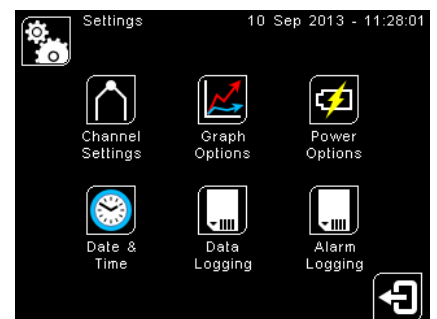 Settings 10 Sep 2013 - 11:28:01
Channel Graph Power
Settings Options Options
Date & Data Alarm
Time Logging Logging